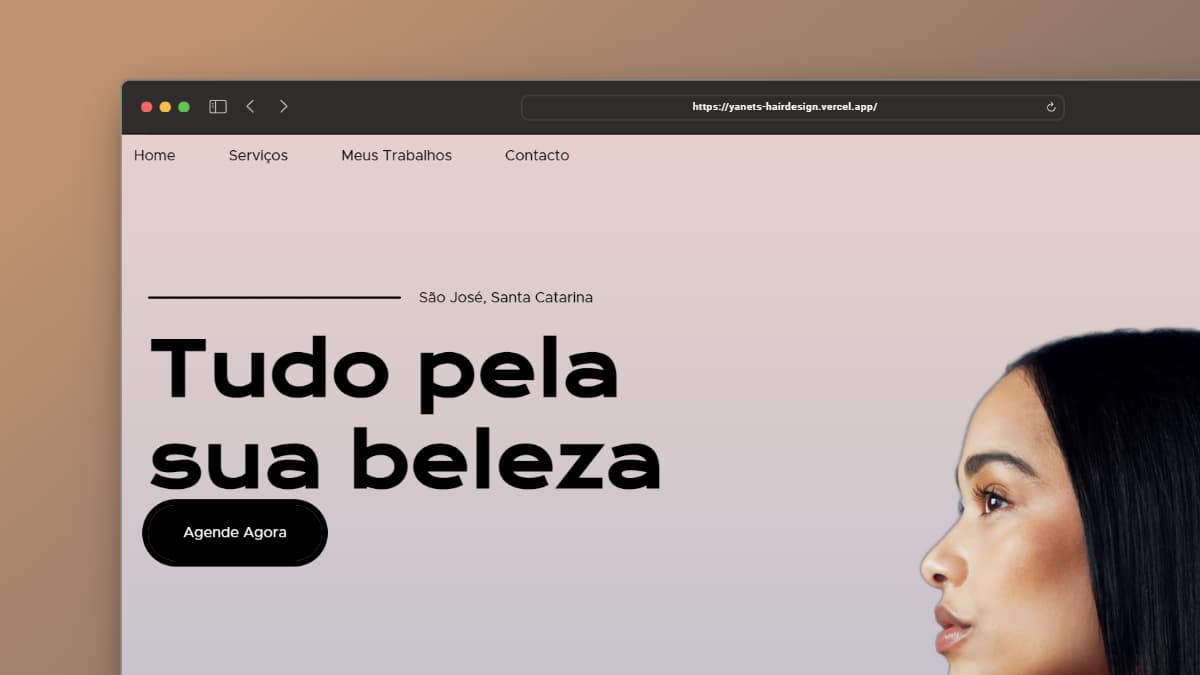 https://yanets-hairdesign.vercel.app/
Home Serviços Meus Trabalhos Contacto
São José, Santa Catarina
Tudo pela
sua beleza
Agende Agora